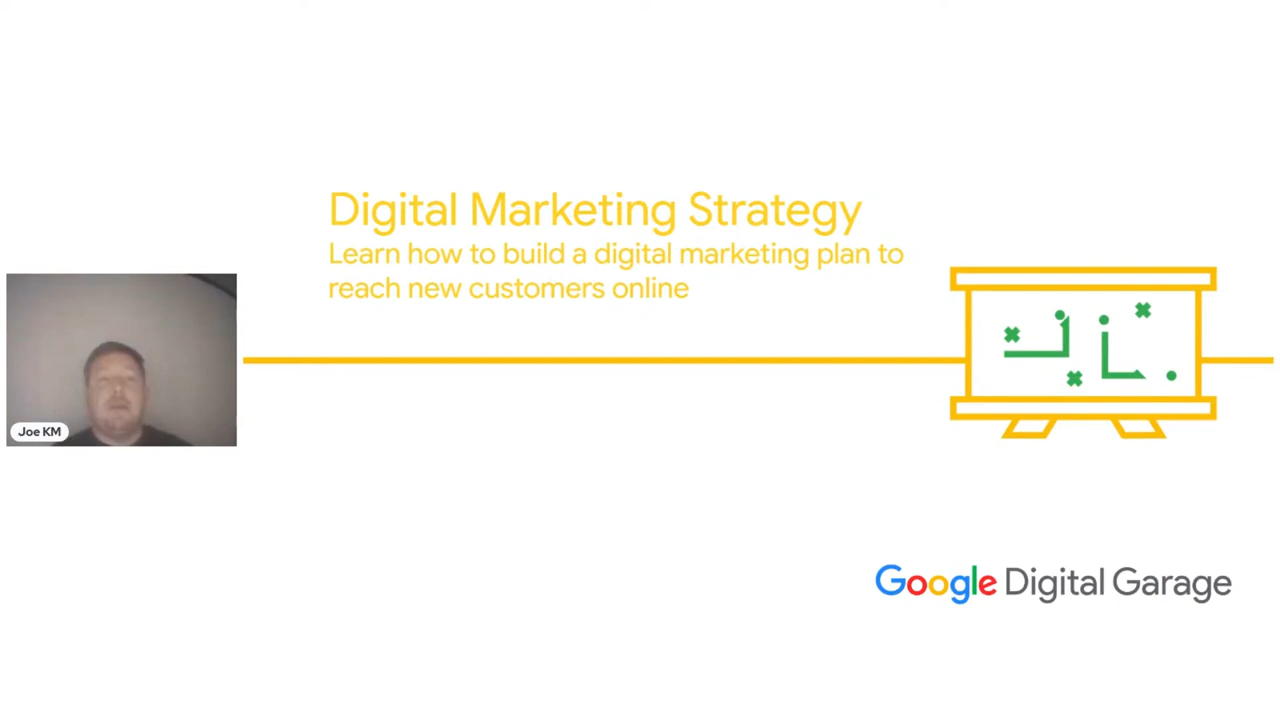 Digital Marketing Strategy
Learn how to build a digital marketing plan to
reach new customers online
Joe KM
Google Digital Garage